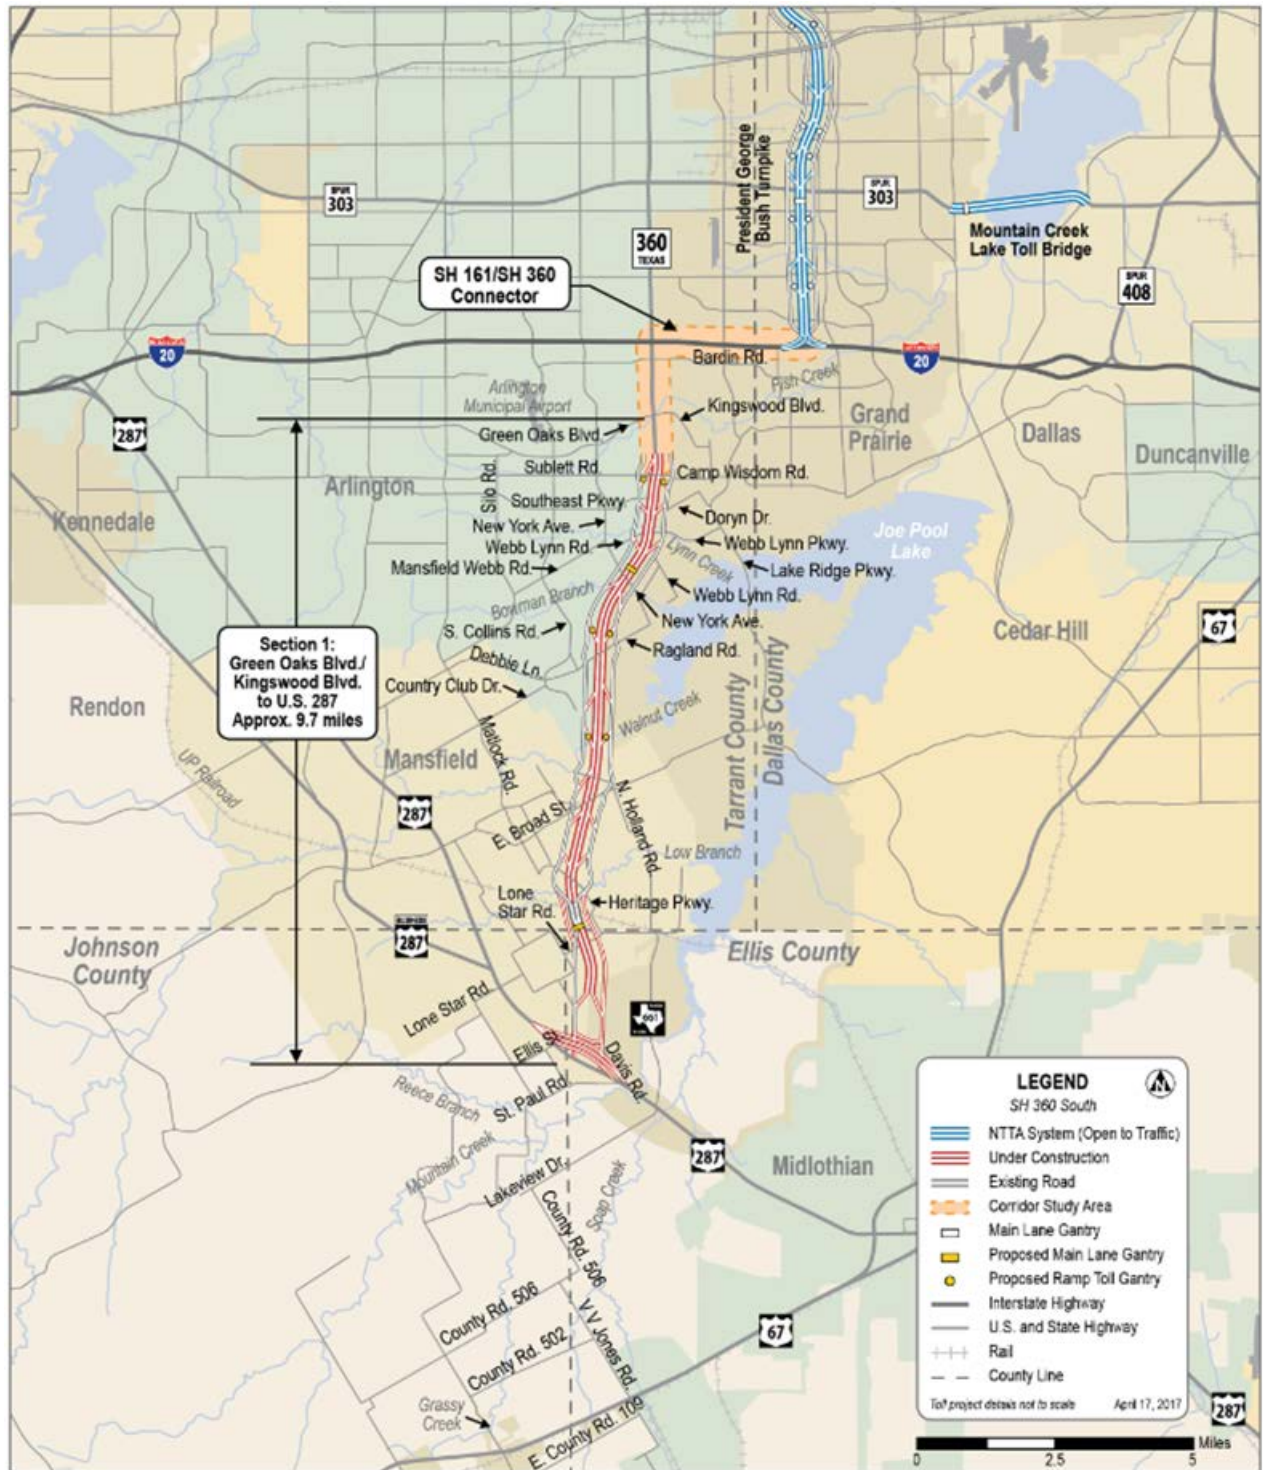 SPUR
303
360
TEXAS
President George
Bush Turnpike
SPUR
303
Mountain Creek
Lake Toll Bridge
SPUR
408
SH 161/SH 360
Connector
20
Bardin Rd.
20
Fish Creek
Arlington
Municipal Airport
Kingswood Blvd.
287
Green Oaks Blvd.
Grand
Prairie
Dallas
Duncanville
Sublett Rd.
Camp Wisdom Rd.
Silo Rd.
Arlington
Southeast Pkwy.
Doryn Dr.
Kennedale
New York Ave.
Joe Pool
Lake
Webb Lynn Rd.
Webb Lynn Pkwy.
Lynn Creek
Mansfield Webb Rd.
Lake Ridge Pkwy.
Bowman Branch
Webb Lynn Rd.
New York Ave.
S. Collins Rd.
67
Cedar Hill
Section 1:
Green Oaks Blvd./
Kingswood Blvd.
to U.S. 287
Approx. 9.7 miles
Ragland Rd.
Debbie Ln.
Country Club Dr.
Rendon
Walnut Creek
Tarrant County
Dallas County
Matlock Rd.
Mansfield
UP Railroad
287
N. Holland Rd.
E. Broad St.
Low Branch
Lone
Star Rd.
Heritage Pkwy.
287
Johnson
County
Ellis County
Lone Star Rd.
661
Ellis St.
Davis Rd.
Reece Branch
St. Paul Rd.
287
Midlothian
Mountain Creek
Lakeview Dr.
Soap Creek
County Rd. 506
County Rd. 506
V V Jones Rd.
67
County Rd. 502
Grassy
Creek
E. County Rd. 109
287
LEGEND
SH 360 South
NTTA System (Open to Traffic)
Under Construction
Existing Road
Corridor Study Area
Main Lane Gantry
Proposed Main Lane Gantry
Proposed Ramp Toll Gantry
Interstate Highway
U.S. and State Highway
Rail
County Line
Toll project details not to scale April 17, 2017
Miles
0 2.5 5